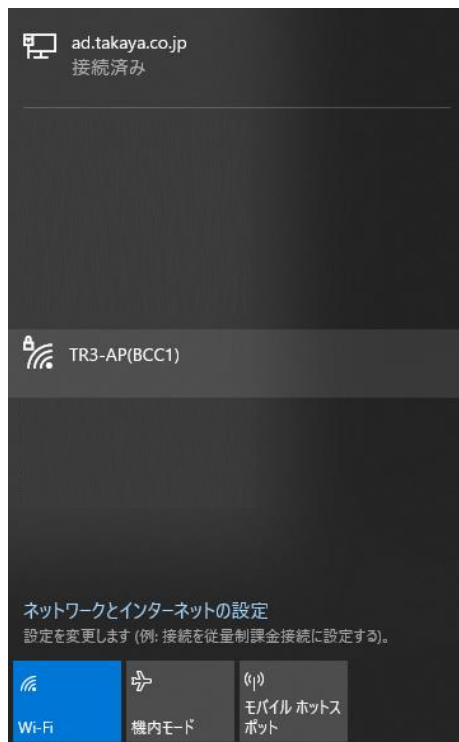 ad.takaya.co.jp
接続済み
TR3-AP(BCC1)
ネットワークとインターネットの設定
設定を変更します (例: 接続を従量制課金接続に設定する)。
Wi-Fi
機内モード
モバイル ホットス
ポット